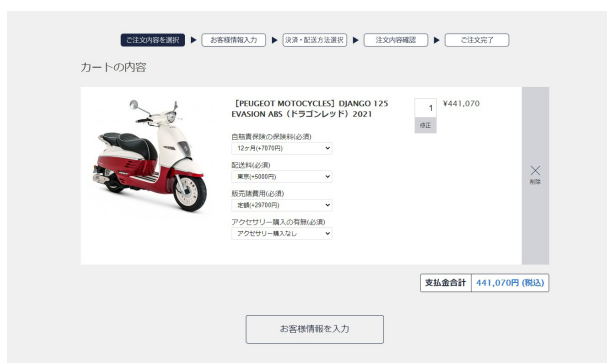 ご注文内容を選択 ▶ お客様情報入力 ▶ 決済・配送方法選択 ▶ 注文内容確認 ▶ ご注文完了
カートの内容
[PEUGEOT MOTOCYCLES] DJANGO 125
EVASION ABS（ドラゴンレッド）2021
1
¥441,070
修正
自賠責保険の保険料(必須)
12ヶ月(+7070円)
配送料(必須)
東京(+5000円)
販売諸費用(必須)
定額(+29700円)
アクセサリー購入の有無(必須)
アクセサリー購入なし
削除
支払金合計 441,070円 (税込)
お客様情報を入力